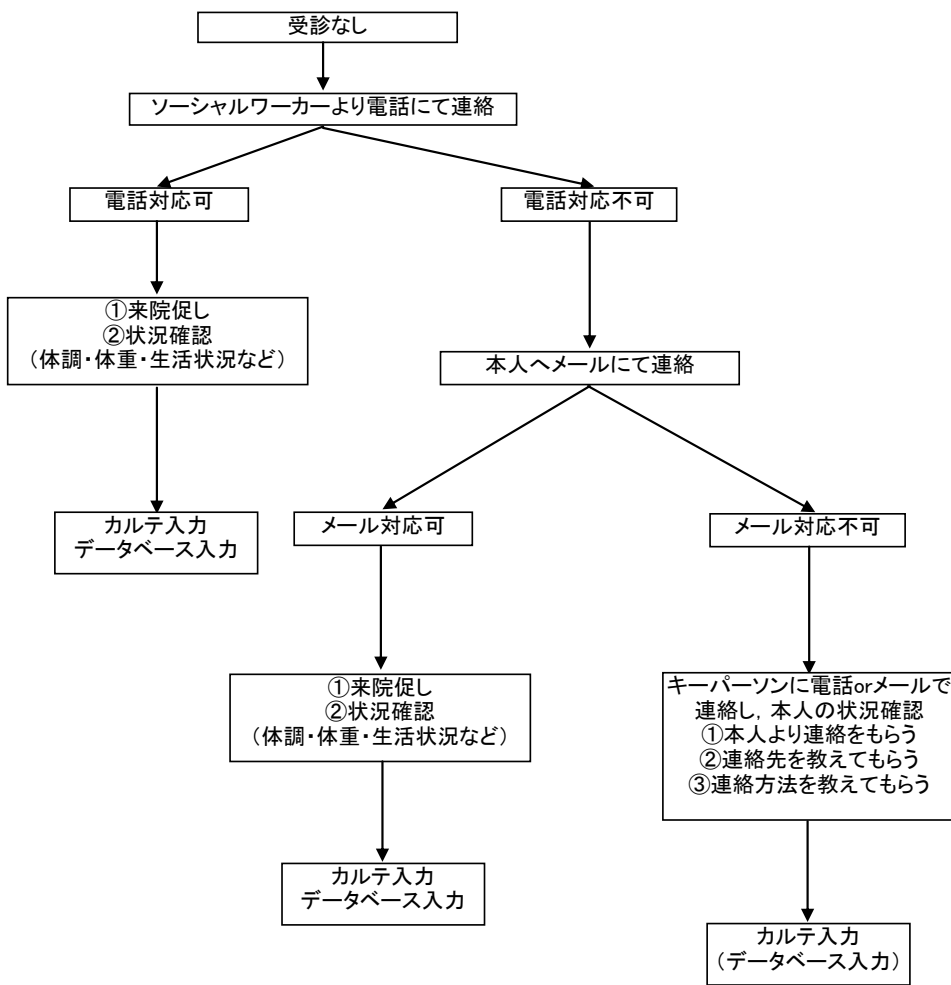 受診なし
ソーシャルワーカーより電話にて連絡
電話対応可
電話対応不可
①来院促し
②状況確認
(体調・体重・生活状況など)
本人へメールにて連絡
カルテ入力
データベース入力
メール対応可
メール対応不可
①来院促し
②状況確認
(体調・体重・生活状況など)
キーパーソンに電話orメールで
連絡し,本人の状況確認
①本人より連絡をもらう
②連絡先を教えてもらう
③連絡方法を教えてもらう
カルテ入力
データベース入力
カルテ入力
(データベース入力)